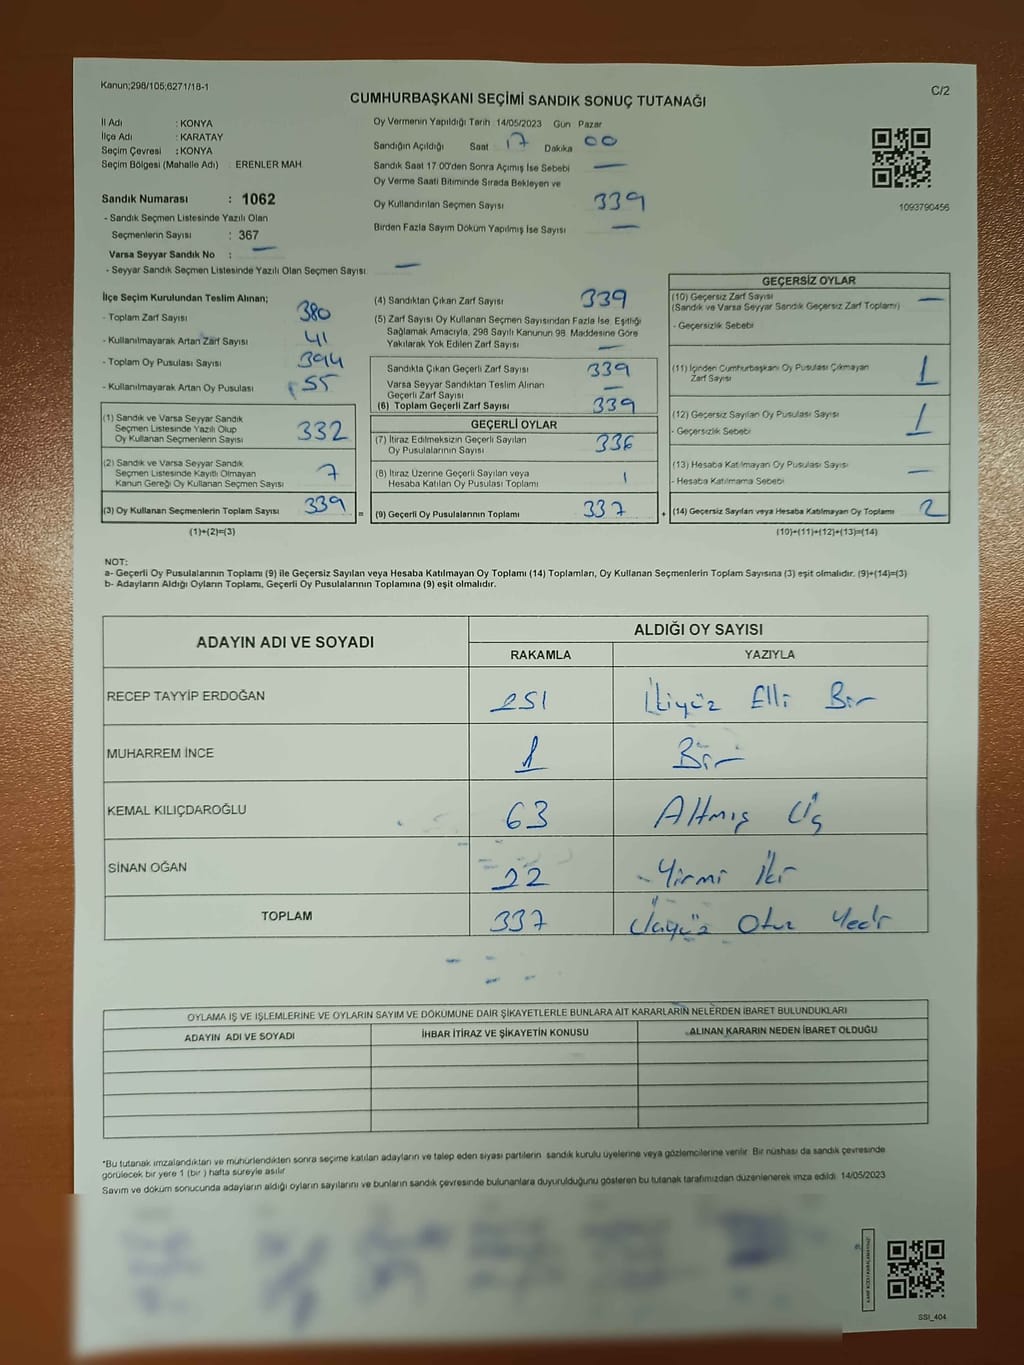 Kanun;298/105;6271/18-1
C/2
CUMHURBAŞKANI SEÇİMİ SANDIK SONUÇ TUTANAĞI
İl Adı : KONYA
İlçe Adı : KARATAY
Seçim Çevresi : KONYA
Seçim Bölgesi (Mahalle Adı) : ERENLER MAH.
Sandık Numarası : 1062
- Sandık Seçmen Listesinde Yazılı Olan
Seçmenlerin Sayısı : 367
Varsa Seyyar Sandık No : —
- Seyyar Sandık Seçmen Listesinde Yazılı Olan Seçmen Sayısı —
Oy Vermenin Yapıldığı Tarih 14/05/2023 Gün Pazar
Sandığın Açıldığı Saat 17 Dakika 00
Sandık Saat 17:00'den Sonra Açımış İse Sebebi —
Oy Verme Saati Bitiminde Sırada Bekleyen ve
Oy Kullandırılan Seçmen Sayısı 339
Birden Fazla Sayım Döküm Yapılmış İse Sayısı —
1093790456
İlçe Seçim Kurulundan Teslim Alınan;
- Toplam Zarf Sayısı 380
- Kullanılmayarak Artan Zarf Sayısı 41
- Toplam Oy Pusulası Sayısı 394
- Kullanılmayarak Artan Oy Pusulası 55
(1) Sandık ve Varsa Seyyar Sandık
Seçmen Listesinde Yazılı Olup
Oy Kullanan Seçmenlerin Sayısı 332
(2) Sandık ve Varsa Seyyar Sandık
Seçmen Listesinde Kayıtlı Olmayan
Kanun Gereği Oy Kullanan Seçmen Sayısı 7
(3) Oy Kullanan Seçmenlerin Toplam Sayısı 339 =
(1)+(2)=(3)
(4) Sandıktan Çıkan Zarf Sayısı 339
(5) Zarf Sayısı Oy Kullanan Seçmen Sayısından Fazla İse, Eşitliği
Sağlamak Amacıyla, 298 Sayılı Kanunun 98. Maddesine Göre
Yakılarak Yok Edilen Zarf Sayısı —
Sandıkta Çıkan Geçerli Zarf Sayısı 339
Varsa Seyyar Sandıktan Teslim Alınan
Geçerli Zarf Sayısı —
(6) Toplam Geçerli Zarf Sayısı 339
GEÇERLİ OYLAR
(7) İtiraz Edilmeksizin Geçerli Sayılan
Oy Pusulalarının Sayısı 336
(8) İtiraz Üzerine Geçerli Sayılan veya
Hesaba Katılan Oy Pusulası Toplamı 1
(9) Geçerli Oy Pusulalarının Toplamı 337 +
GEÇERSİZ OYLAR
(10) Geçersiz Zarf Sayısı —
(Sandık ve Varsa Seyyar Sandık Geçersiz Zarf Toplamı)
- Geçersizlik Sebebi
(11) İçinden Cumhurbaşkanı Oy Pusulası Çıkmayan
Zarf Sayısı 1
(12) Geçersiz Sayılan Oy Pusulası Sayısı 1
- Geçersizlik Sebebi
(13) Hesaba Katılmayan Oy Pusulası Sayısı —
- Hesaba Katılmama Sebebi
(14) Geçersiz Sayılan veya Hesaba Katılmayan Oy Toplamı 2
(10)+(11)+(12)+(13)=(14)
NOT:
a- Geçerli Oy Pusulalarının Toplamı (9) ile Geçersiz Sayılan veya Hesaba Katılmayan Oy Toplamı (14) Toplamları, Oy Kullanan Seçmenlerin Toplam Sayısına (3) eşit olmalıdır. (9)+(14)=(3)
b- Adayların Aldığı Oyların Toplamı, Geçerli Oy Pusulalarının Toplamına (9) eşit olmalıdır.
ADAYIN ADI VE SOYADI ALDIĞI OY SAYISI
RAKAMLA YAZIYLA
RECEP TAYYİP ERDOĞAN 251 İkiyüz Elli Bir
MUHARREM İNCE 1 Bir
KEMAL KILIÇDAROĞLU 63 Altmış Üç
SİNAN OĞAN 22 Yirmi İki
TOPLAM 337 Üçyüz Otuz Yedi
OYLAMA İŞ VE İŞLEMLERİNE VE OYLARIN SAYIM VE DÖKÜMÜNE DAİR ŞİKAYETLERLE BUNLARA AİT KARARLARIN NELERDEN İBARET BULUNDUKLARI
ADAYIN ADI VE SOYADI İHBAR İTİRAZ VE ŞİKAYETİN KONUSU ALINAN KARARIN NEDEN İBARET OLDUĞU
*Bu tutanak imzalandıktan ve mühürlendikten sonra seçime katılan adayların ve talep eden siyasi partilerin sandık kurulu üyelerine veya gözlemcilerine verilir. Bir nüshası da sandık çevresinde
görülecek bir yere 1 (bir ) hafta süreyle asılır
Sayım ve döküm sonucunda adayların aldığı oyların sayılarını ve bunların sandık çevresinde bulunanlara duyurulduğunu gösteren bu tutanak tarafımızdan düzenlenerek imza edildi. 14/05/2023
SSI_404